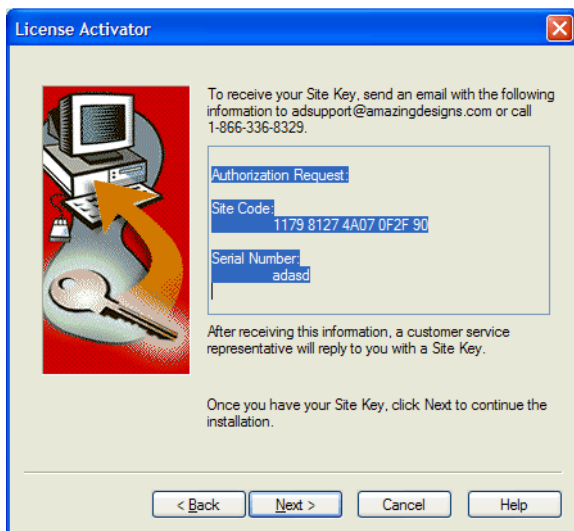 License Activator
To receive your Site Key, send an email with the following
information to adsupport@amazingdesigns.com or call
1-866-336-8329.
Authorization Request:
Site Code:
1179 8127 4A07 0F2F 90
Serial Number:
adasd
After receiving this information, a customer service
representative will reply to you with a Site Key.
Once you have your Site Key, click Next to continue the
installation.
< Back Next > Cancel Help